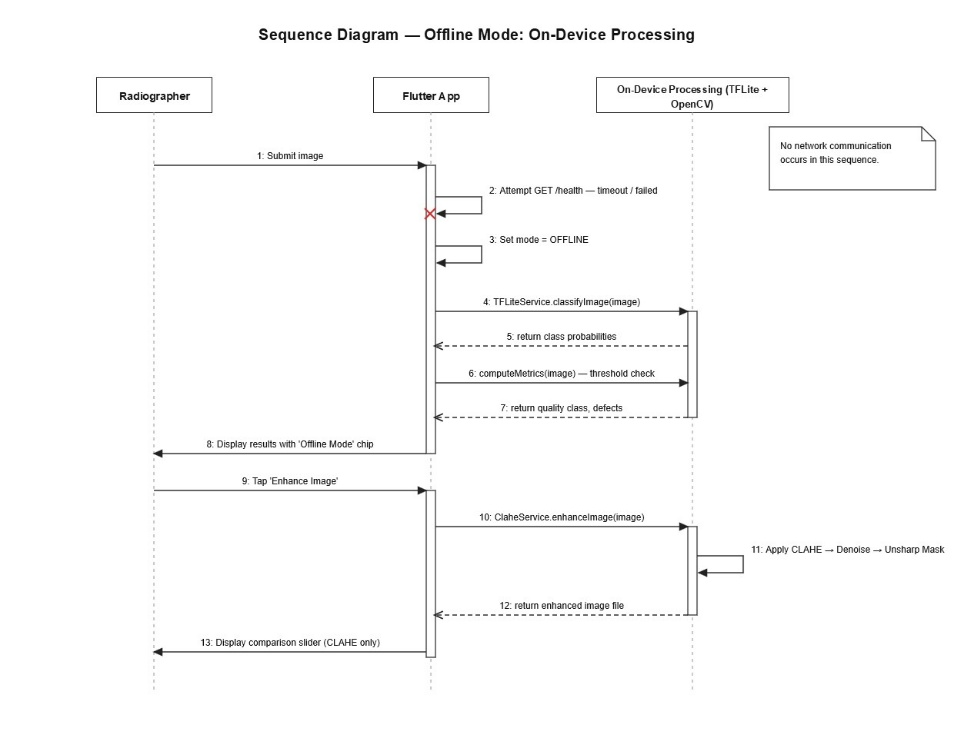 Sequence Diagram — Offline Mode: On-Device Processing
Radiographer
Flutter App
On-Device Processing (TFLite +
OpenCV)
No network communication
occurs in this sequence.
1: Submit image
2: Attempt GET /health — timeout / failed
3: Set mode = OFFLINE
4: TFLiteService.classifyImage(image)
5: return class probabilities
6: computeMetrics(image) — threshold check
7: return quality class, defects
8: Display results with 'Offline Mode' chip
9: Tap 'Enhance Image'
10: ClaheService.enhanceImage(image)
11: Apply CLAHE → Denoise → Unsharp Mask
12: return enhanced image file
13: Display comparison slider (CLAHE only)